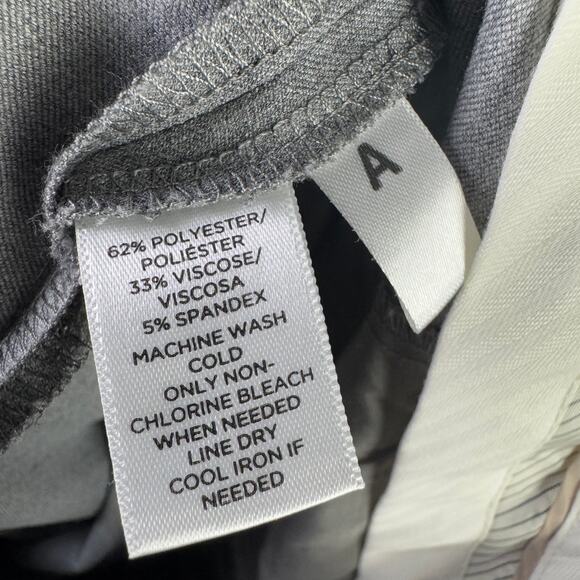 62% POLYESTER/
POLIÉSTER
33% VISCOSE/
VISCOSA
5% SPANDEX
MACHINE WASH
COLD
ONLY NON-
CHLORINE BLEACH
WHEN NEEDED
LINE DRY
COOL IRON IF
NEEDED
A